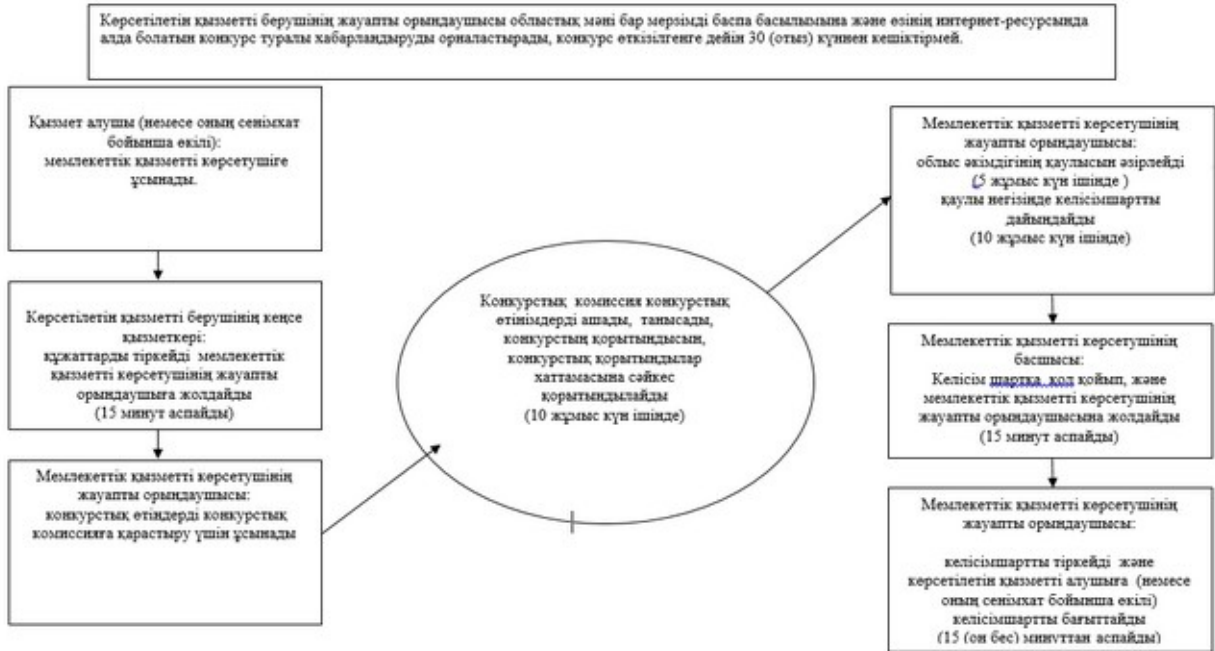 Көрсетілетін қызметті берушінің жауапты орындаушысы облыстық мәні бар мерзімді баспа басылымына және өзінің интернет-ресурсында
алда болатын конкурс туралы хабарландыруды орналастырады, конкурс өткізілгенге дейін 30 (отыз) күннен кешіктірмей.
Қызмет алушы (немесе оның сенімхат
бойынша өкілі):
мемлекеттік қызметті көрсетушіге
ұсынады.
Көрсетілетін қызметті берушінің кеңсе
қызметкері:
құжаттарды тіркейді мемлекеттік
қызметті көрсетушінің жауапты
орындаушыға жолдайды
(15 минут аспайды)
Мемлекеттік қызметті көрсетушінің
жауапты орындаушысы:
конкурстық өтіндерді конкурстық
комиссияға қарастыру үшін ұсынады
Конкурстық комиссия конкурстық
өтінімдерді ашады, танысады,
конкурстың қорытындысын,
конкурстық қорытындылар
хаттамасына сәйкес
қорытындылайды
(10 жұмыс күн ішінде)
Мемлекеттік қызметті көрсетушінің
жауапты орындаушысы:
облыс әкімдігінің қаулысын әзірлейді
(5 жұмыс күн ішінде )
қаулы негізінде келісімшартты
дайындайды
(10 жұмыс күн ішінде)
Мемлекеттік қызметті көрсетушінің
басшысы:
Келісім шартқа қол қойып, және
мемлекеттік қызметті көрсетушінің
жауапты орындаушысына жолдайды
(15 минут аспайды)
Мемлекеттік қызметті көрсетушінің
жауапты орындаушысы:
келісімшартты тіркейді және
көрсетілетін қызметті алушыға (немесе
оның сенімхат бойынша өкілі)
келісімшартты бағыттайды
(15 (он бес) минуттан аспайды)